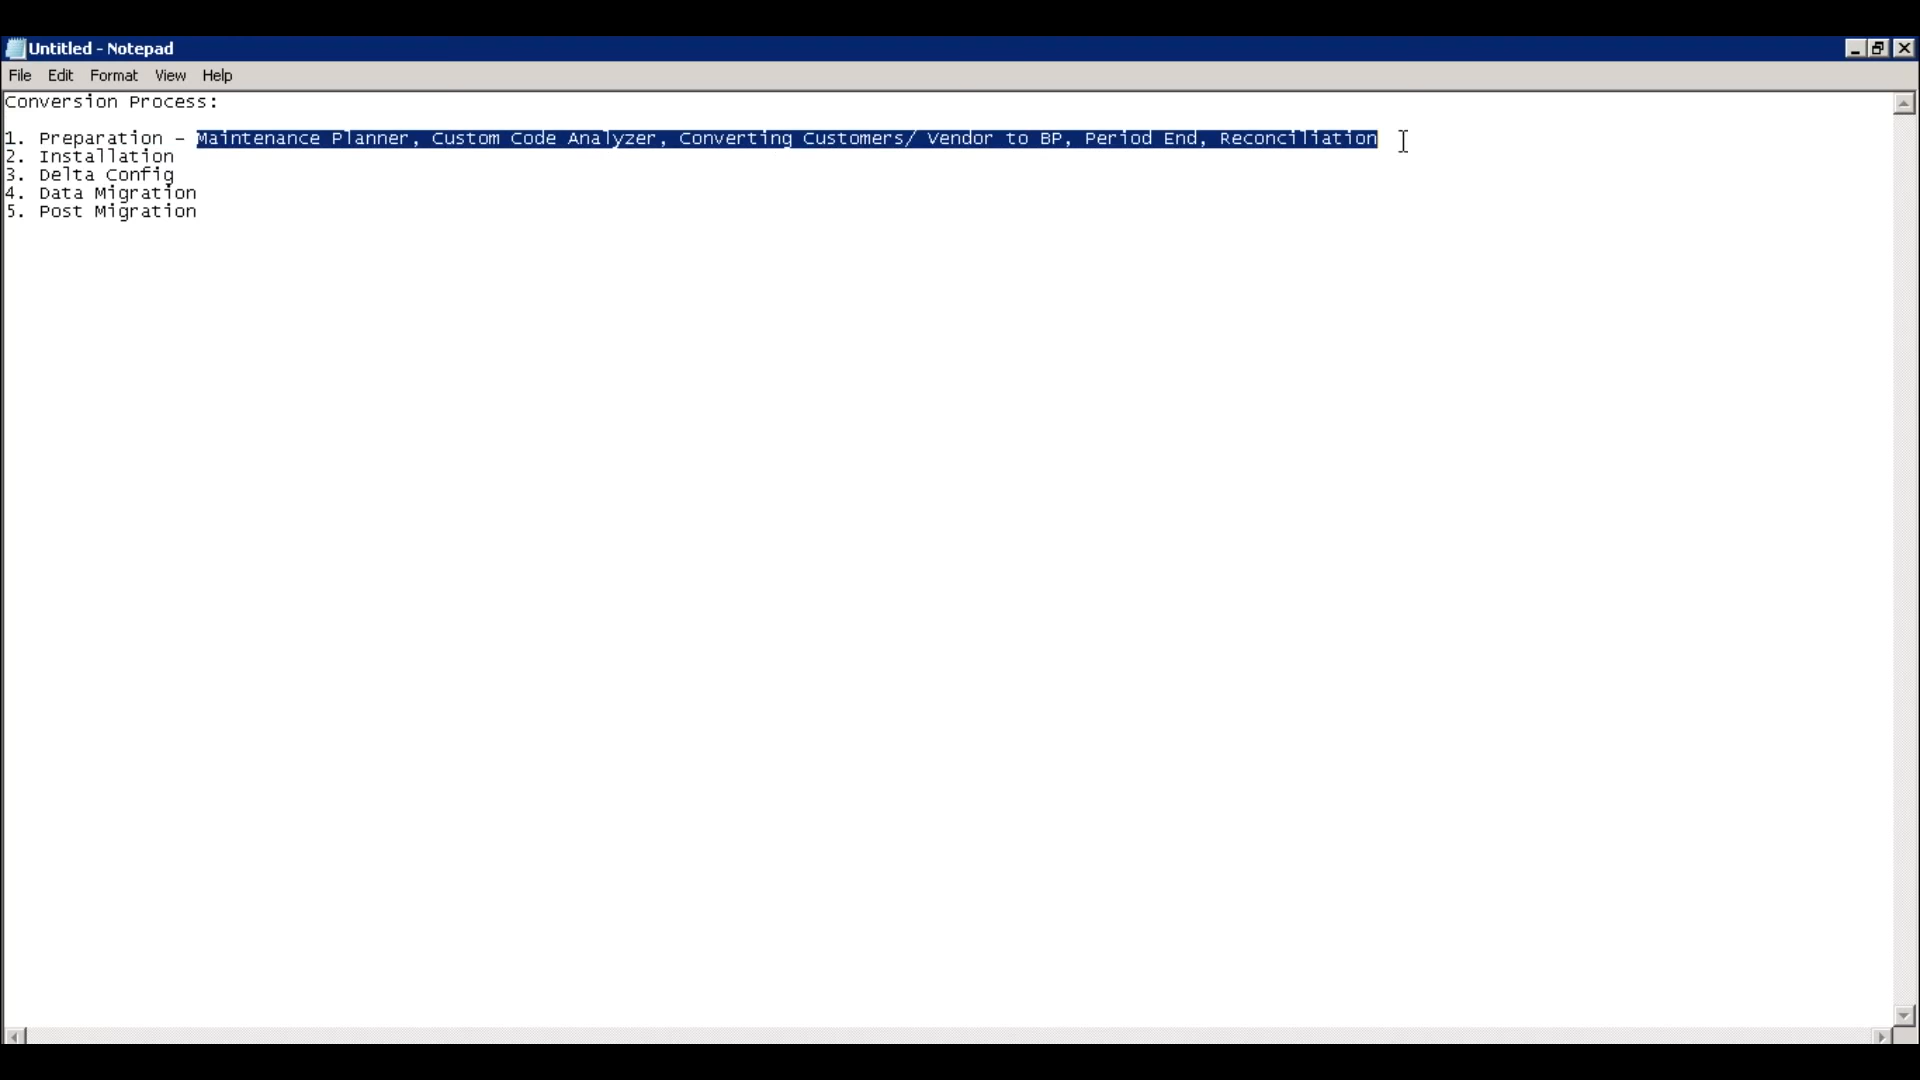 Untitled - Notepad
File Edit Format View Help
Conversion Process:
1. Preparation - Maintenance Planner, Custom Code Analyzer, Converting Customers/ Vendor to BP, Period End, Reconciliation
2. Installation
3. Delta Config
4. Data Migration
5. Post Migration